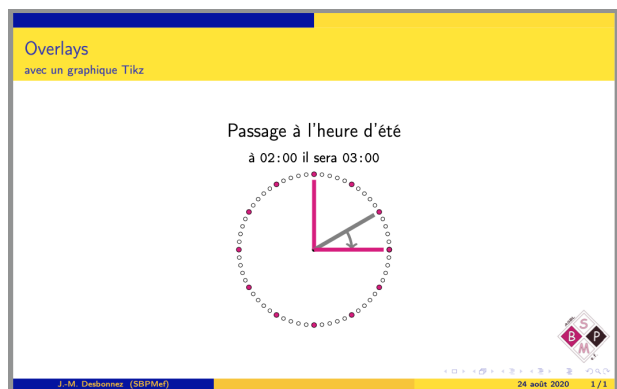 Overlays
avec un graphique Tikz
Passage à l'heure d'été
à 02:00 il sera 03:00
S
B P
M
J.-M. Desbonnez (SBPMef)
24 août 2020 1/1